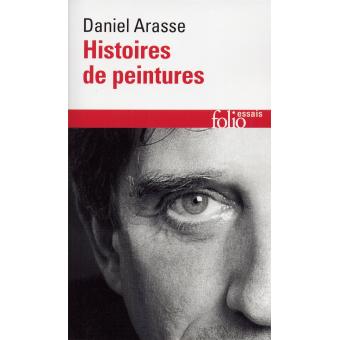 Daniel Arasse
Histoires
de peintures
essais
folio